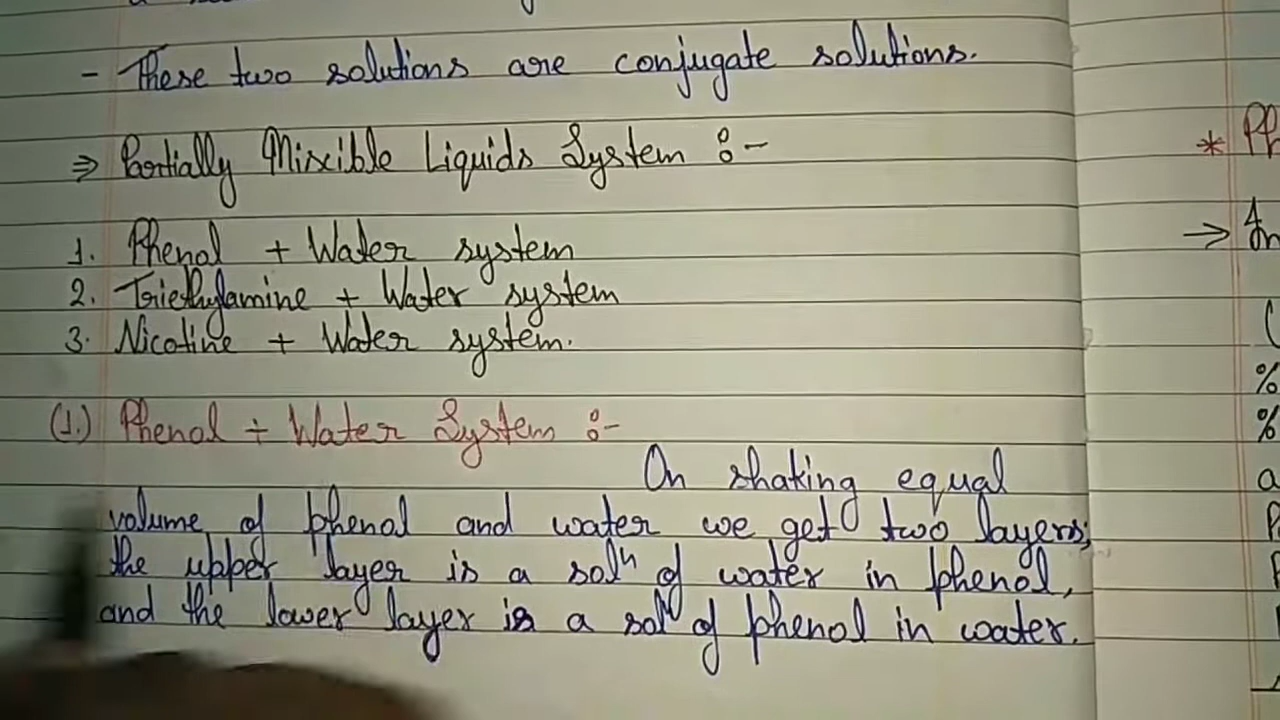 - These two solutions are conjugate solutions.
⇒ Partially Mixible Liquids System :-
1. Phenol + Water system
2. Triethylamine + Water system
3. Nicotine + Water system.
(1.) Phenol + Water System :-
On shaking equal
volume of phenol and water we get two layers;
the upper layer is a solⁿ of water in phenol,
and the lower layer is a solⁿ of phenol in water.
*
→
(
%
%
a